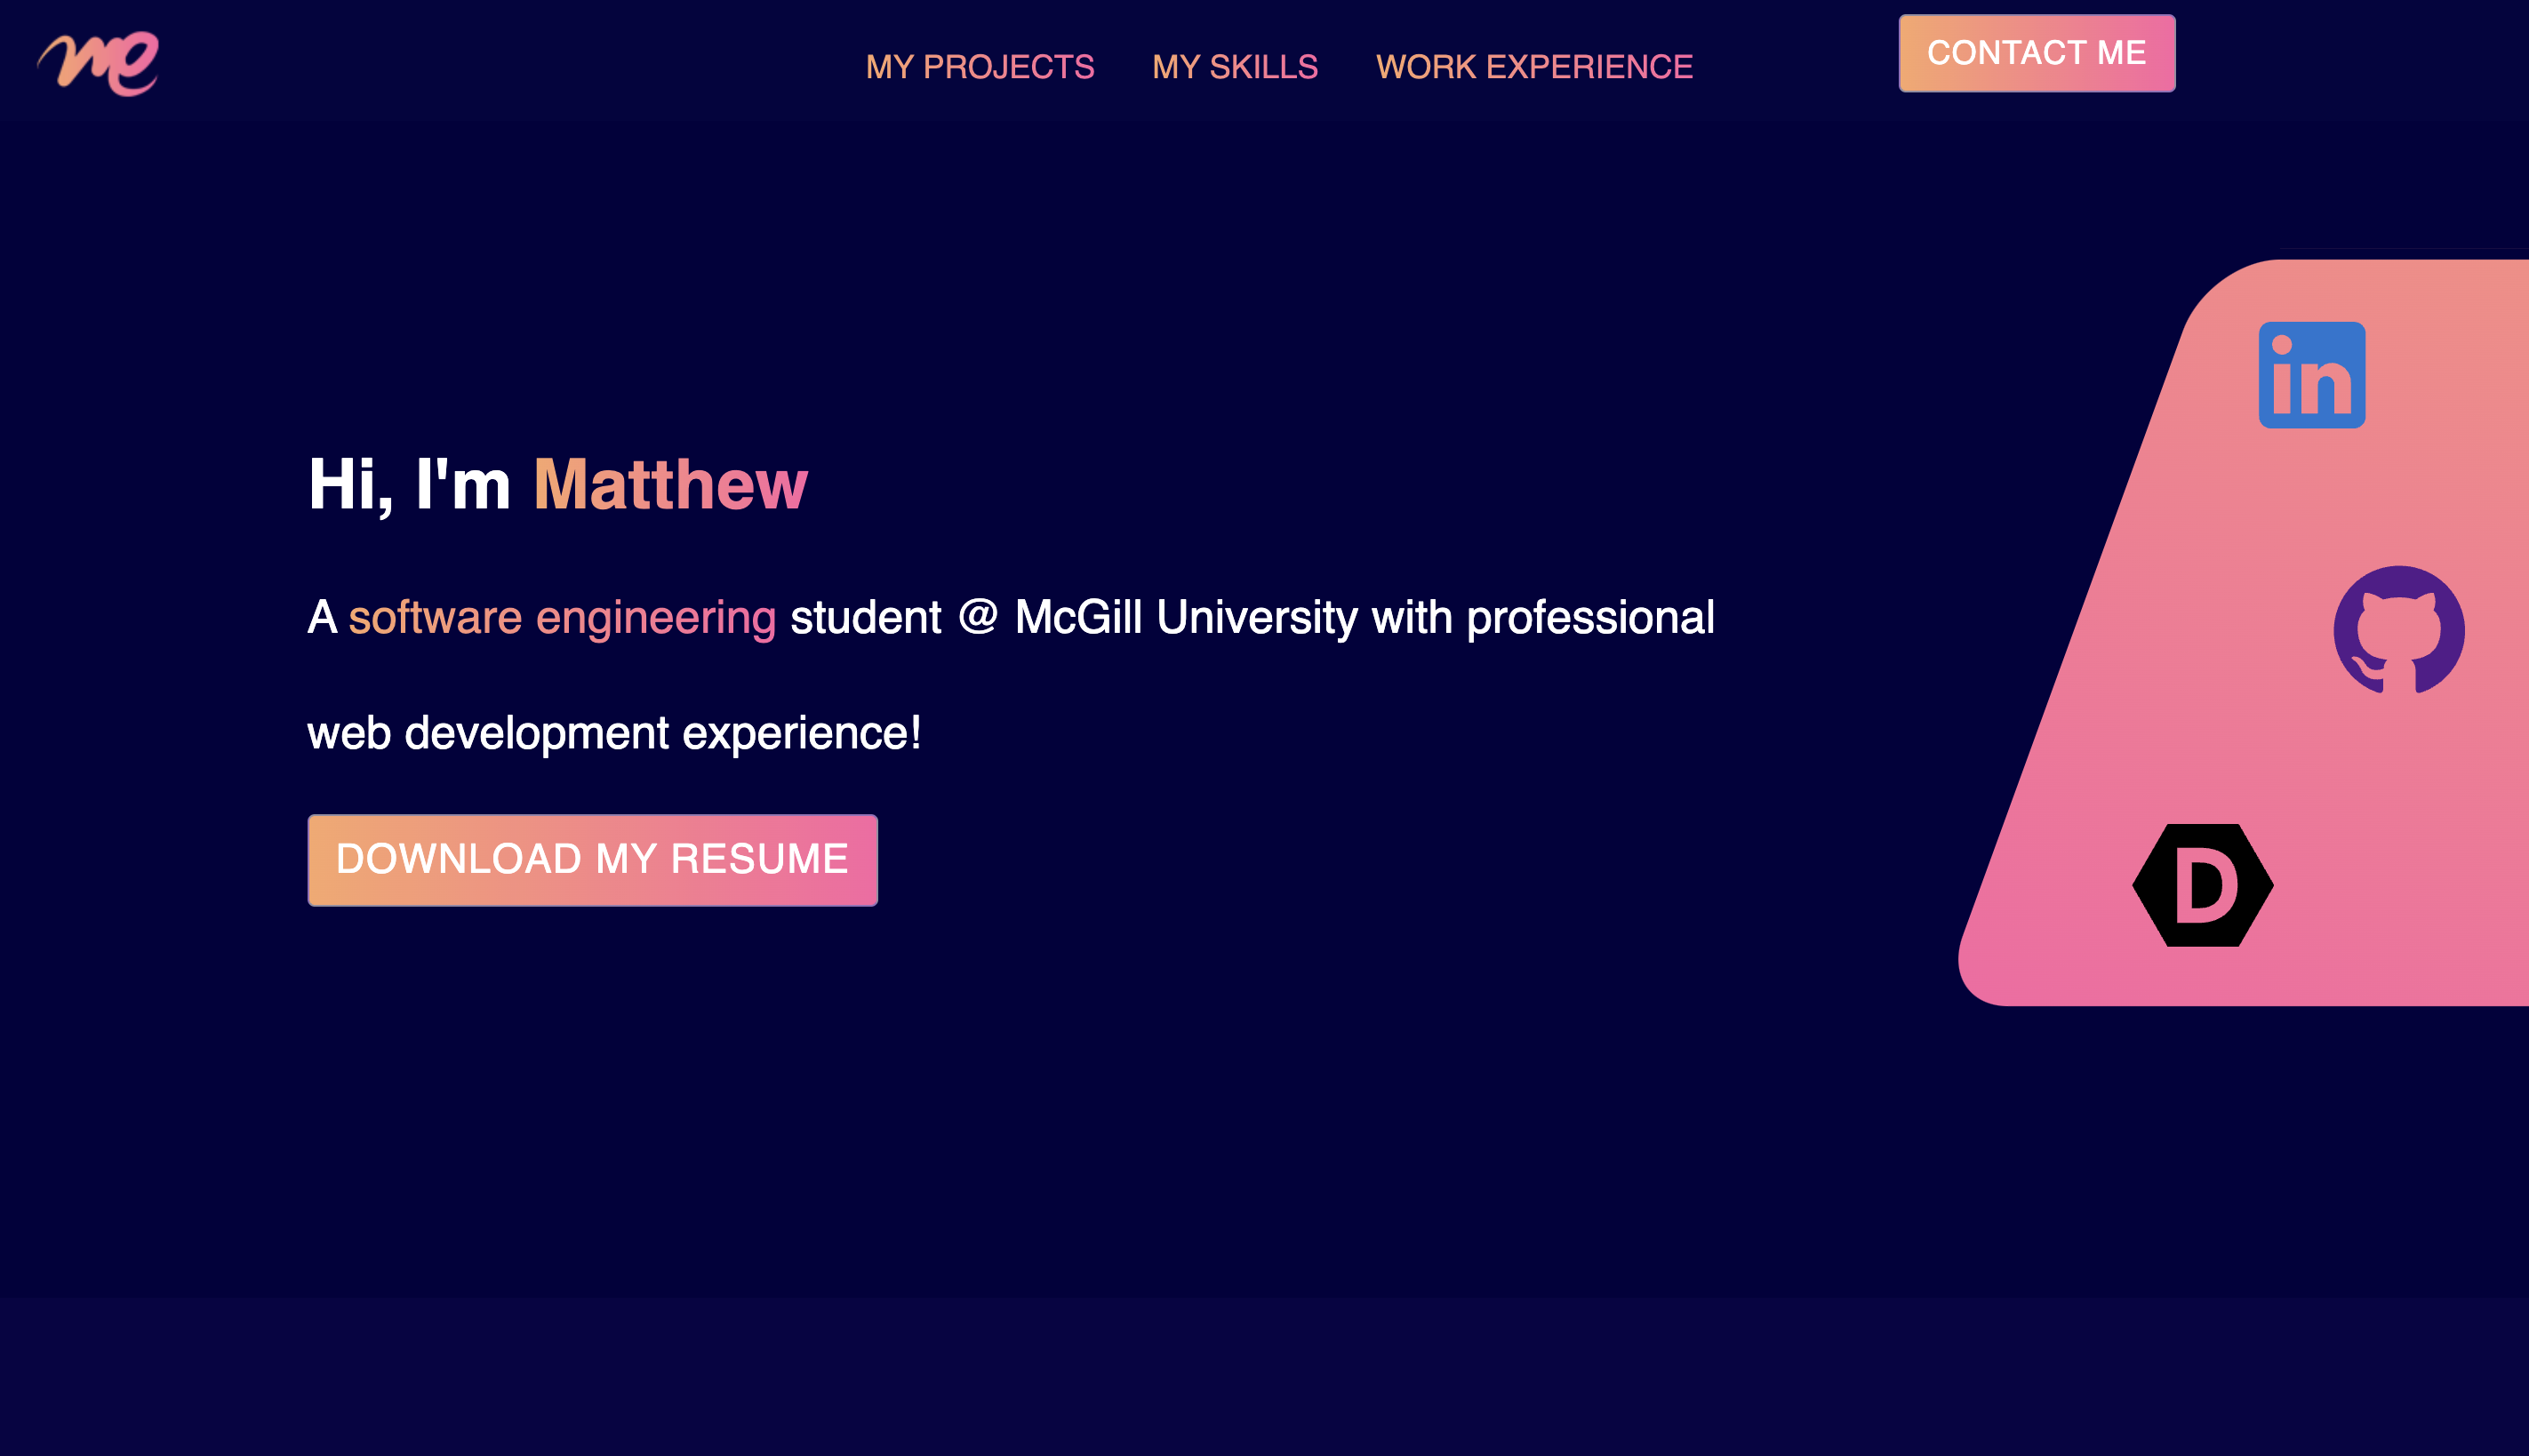 me
MY PROJECTS
MY SKILLS
WORK EXPERIENCE
CONTACT ME
in
Hi, I'm Matthew
A software engineering student @ McGill University with professional
web development experience!
D
DOWNLOAD MY RESUME